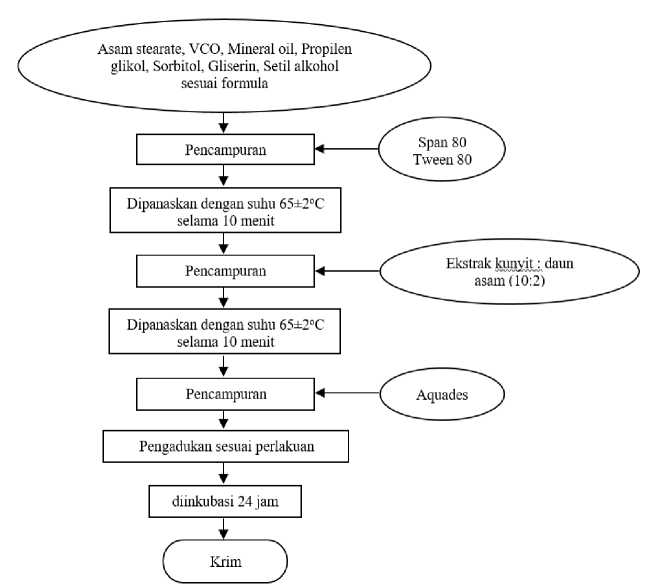 Asam stearate, VCO, Mineral oil, Propilen
glikol, Sorbitol, Gliserin, Setil alkohol
sesuai formula
Pencampuran
Span 80
Tween 80
Dipanaskan dengan suhu 65±2°C
selama 10 menit
Pencampuran
Ekstrak kunyit : daun
asam (10:2)
Dipanaskan dengan suhu 65±2°C
selama 10 menit
Pencampuran
Aquades
Pengadukan sesuai perlakuan
diinkubasi 24 jam
Krim